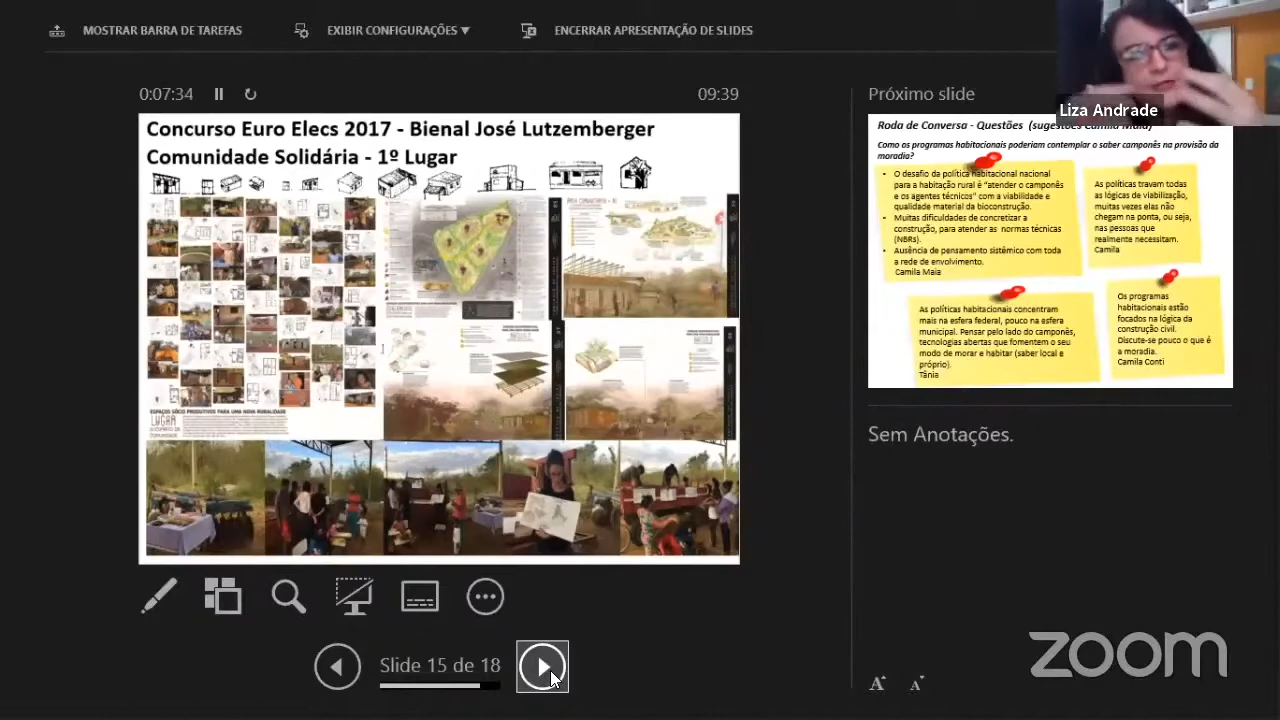 MOSTRAR BARRA DE TAREFAS
EXIBIR CONFIGURAÇÕES
ENCERRAR APRESENTAÇÃO DE SLIDES
0:07:34
09:39
Concurso Euro Elecs 2017 - Bienal José Lutzemberger
Comunidade Solidária - 1º Lugar
ESPAÇOS SÓCIO PRODUTIVOS PARA UMA NOVA RURALIDADE
Slide 15 de 18
Próximo slide
Liza Andrade
Roda de Conversa - Questões (sugestões Camila Maia)
Como os programas habitacionais poderiam contemplar o saber camponês na provisão da
moradia?
• O desafio da política habitacional nacional
para a habitação rural é "atender o camponês
e os agentes técnicos" com a viabilidade e
qualidade material da bioconstrução.
• Muitas dificuldades de concretizar a
construção, para atender as normas técnicas
(NBRs).
• Ausência de pensamento sistêmico com toda
a rede de envolvimento.
Camila Maia
As políticas travam todas
as lógicas de viabilização,
muitas vezes elas não
chegam na ponta, ou seja,
nas pessoas que
realmente necessitam.
Camila
As políticas habitacionais concentram
mais na esfera federal, pouco na esfera
municipal. Pensar pelo lado do camponês,
tecnologias abertas que fomentem o seu
modo de morar e habitar (saber local e
próprio).
Tânia
Os programas
habitacionais estão
focados na lógica da
construção civil.
Discute-se pouco o que é
a moradia.
Camila Conti
Sem Anotações.
A A
zoom